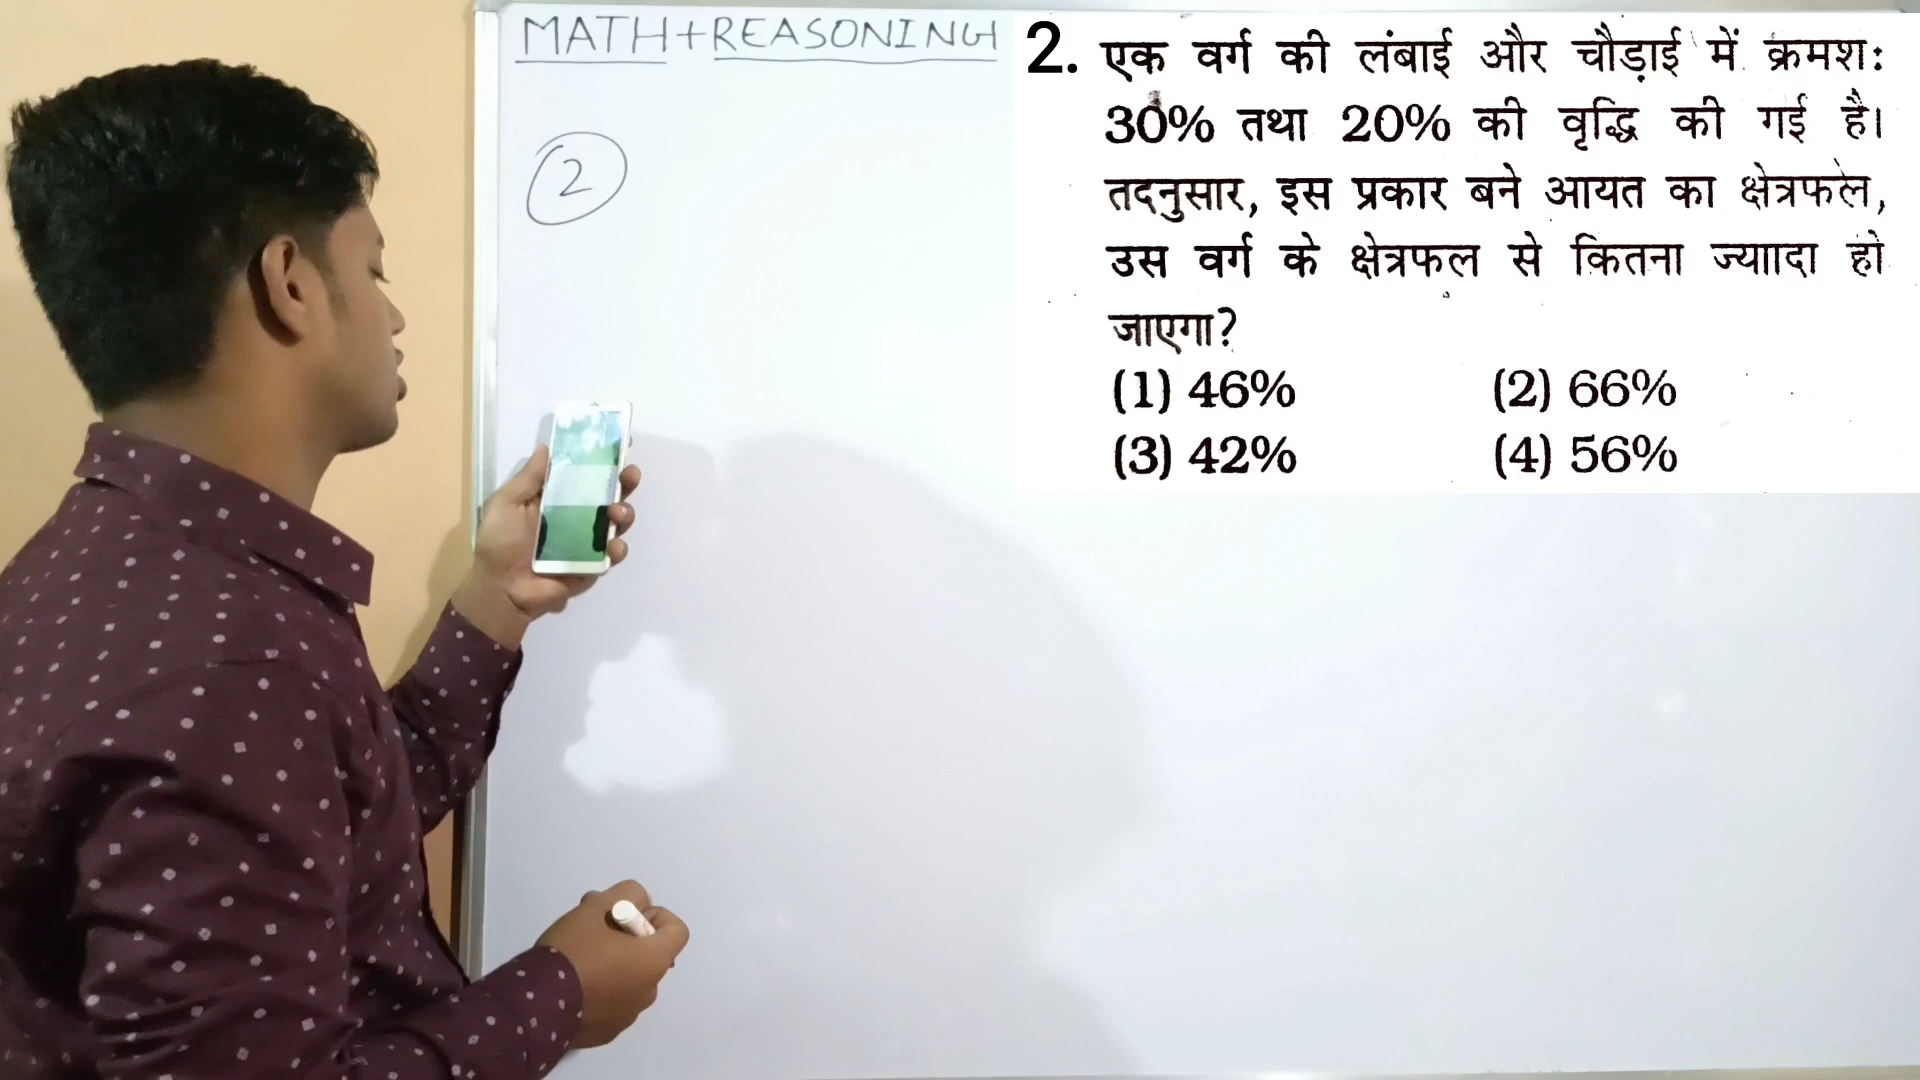 MATH+REASONING
2
2. एक वर्ग की लंबाई और चौड़ाई में क्रमशः
30% तथा 20% की वृद्धि की गई है।
तद्नुसार, इस प्रकार बने आयत का क्षेत्रफल,
उस वर्ग के क्षेत्रफल से कितना ज्याादा हो
जाएगा?
(1) 46% (2) 66%
(3) 42% (4) 56%